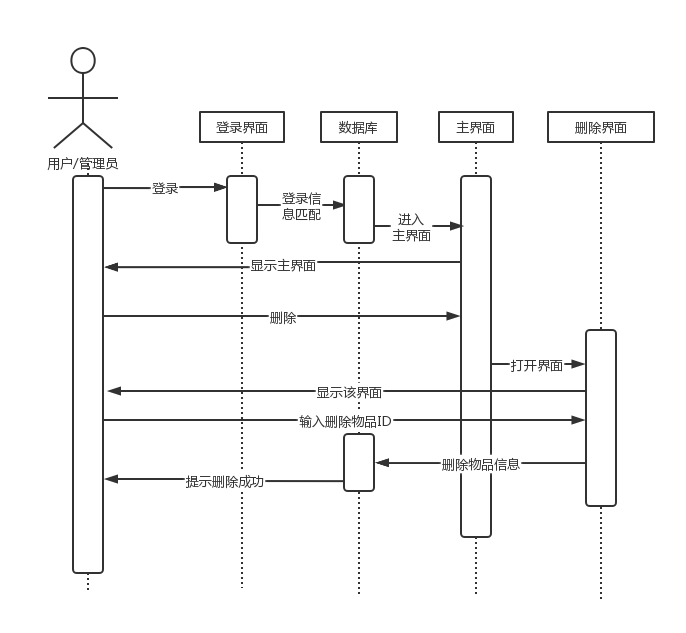 登录界面
数据库
主界面
删除界面
用户/管理员
登录
登录信
息匹配
进入
主界面
显示主界面
删除
打开界面
显示该界面
输入删除物品ID
删除物品信息
提示删除成功